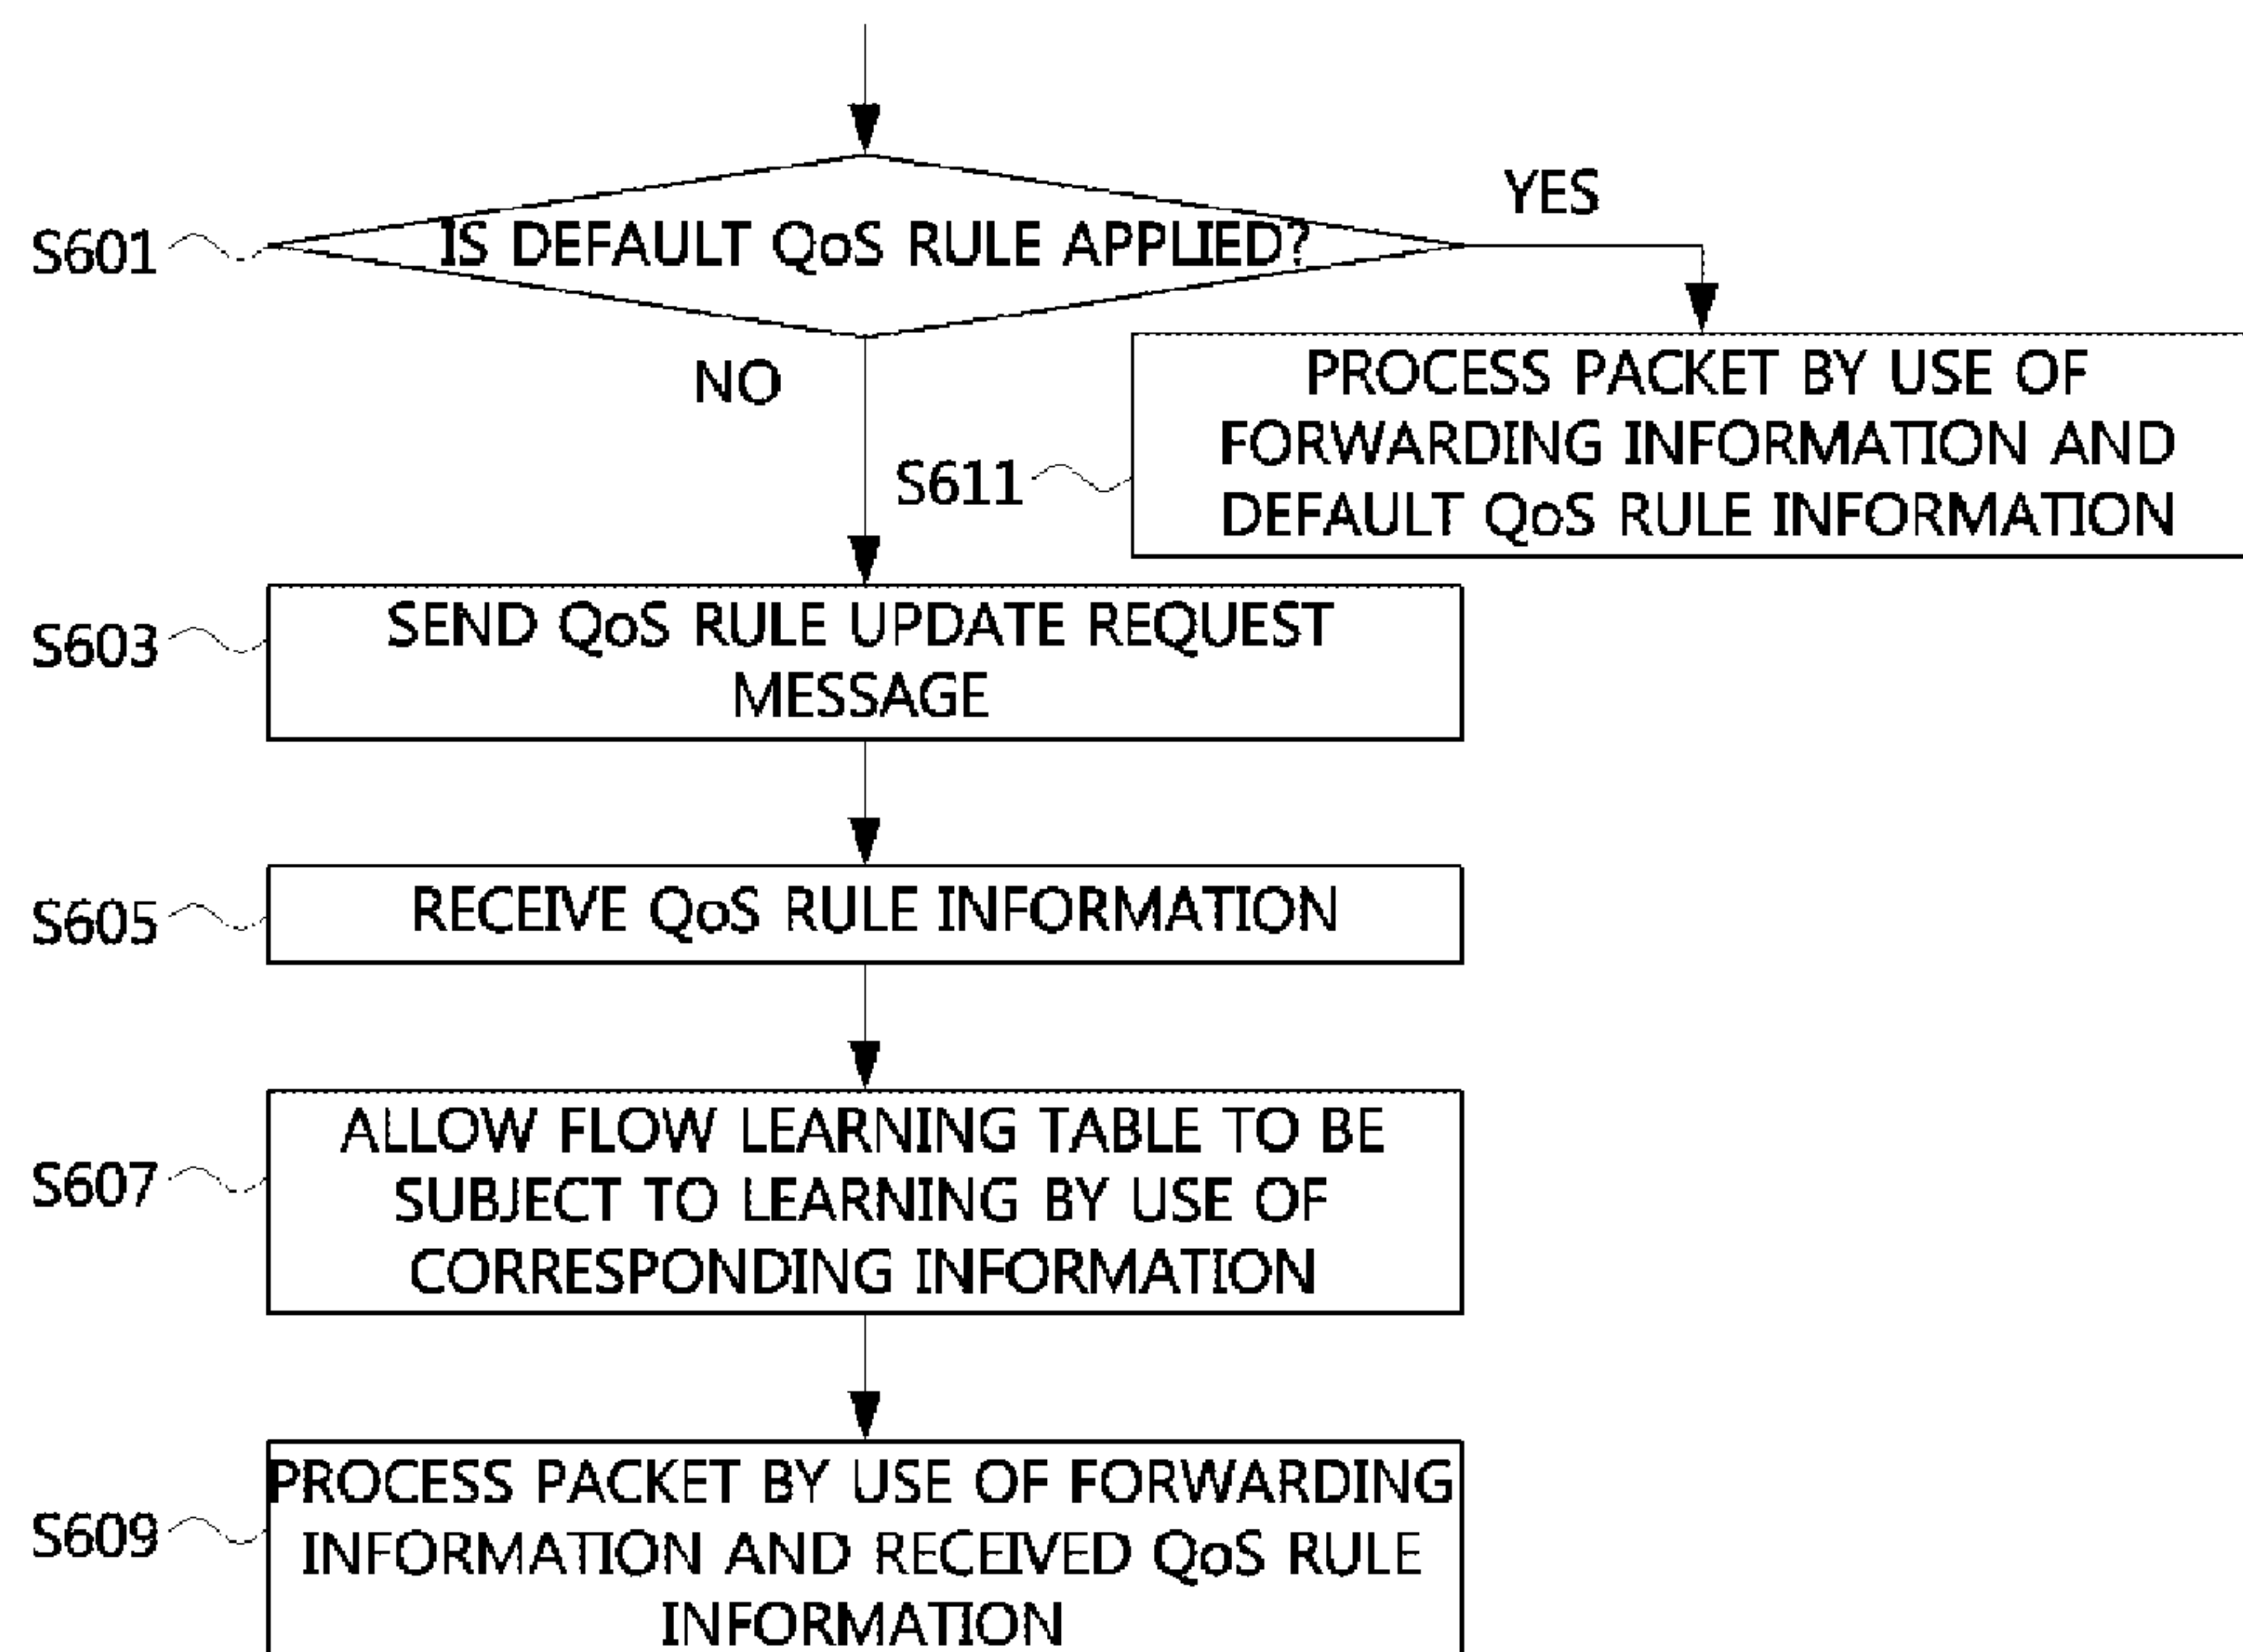 YES
S601
IS DEFAULT QoS RULE APPLIED?
NO
S611
PROCESS PACKET BY USE OF
FORWARDING INFORMATION AND
DEFAULT QoS RULE INFORMATION
S603
SEND QoS RULE UPDATE REQUEST
MESSAGE
S605
RECEIVE QoS RULE INFORMATION
S607
ALLOW FLOW LEARNING TABLE TO BE
SUBJECT TO LEARNING BY USE OF
CORRESPONDING INFORMATION
S609
PROCESS PACKET BY USE OF FORWARDING
INFORMATION AND RECEIVED QoS RULE
INFORMATION